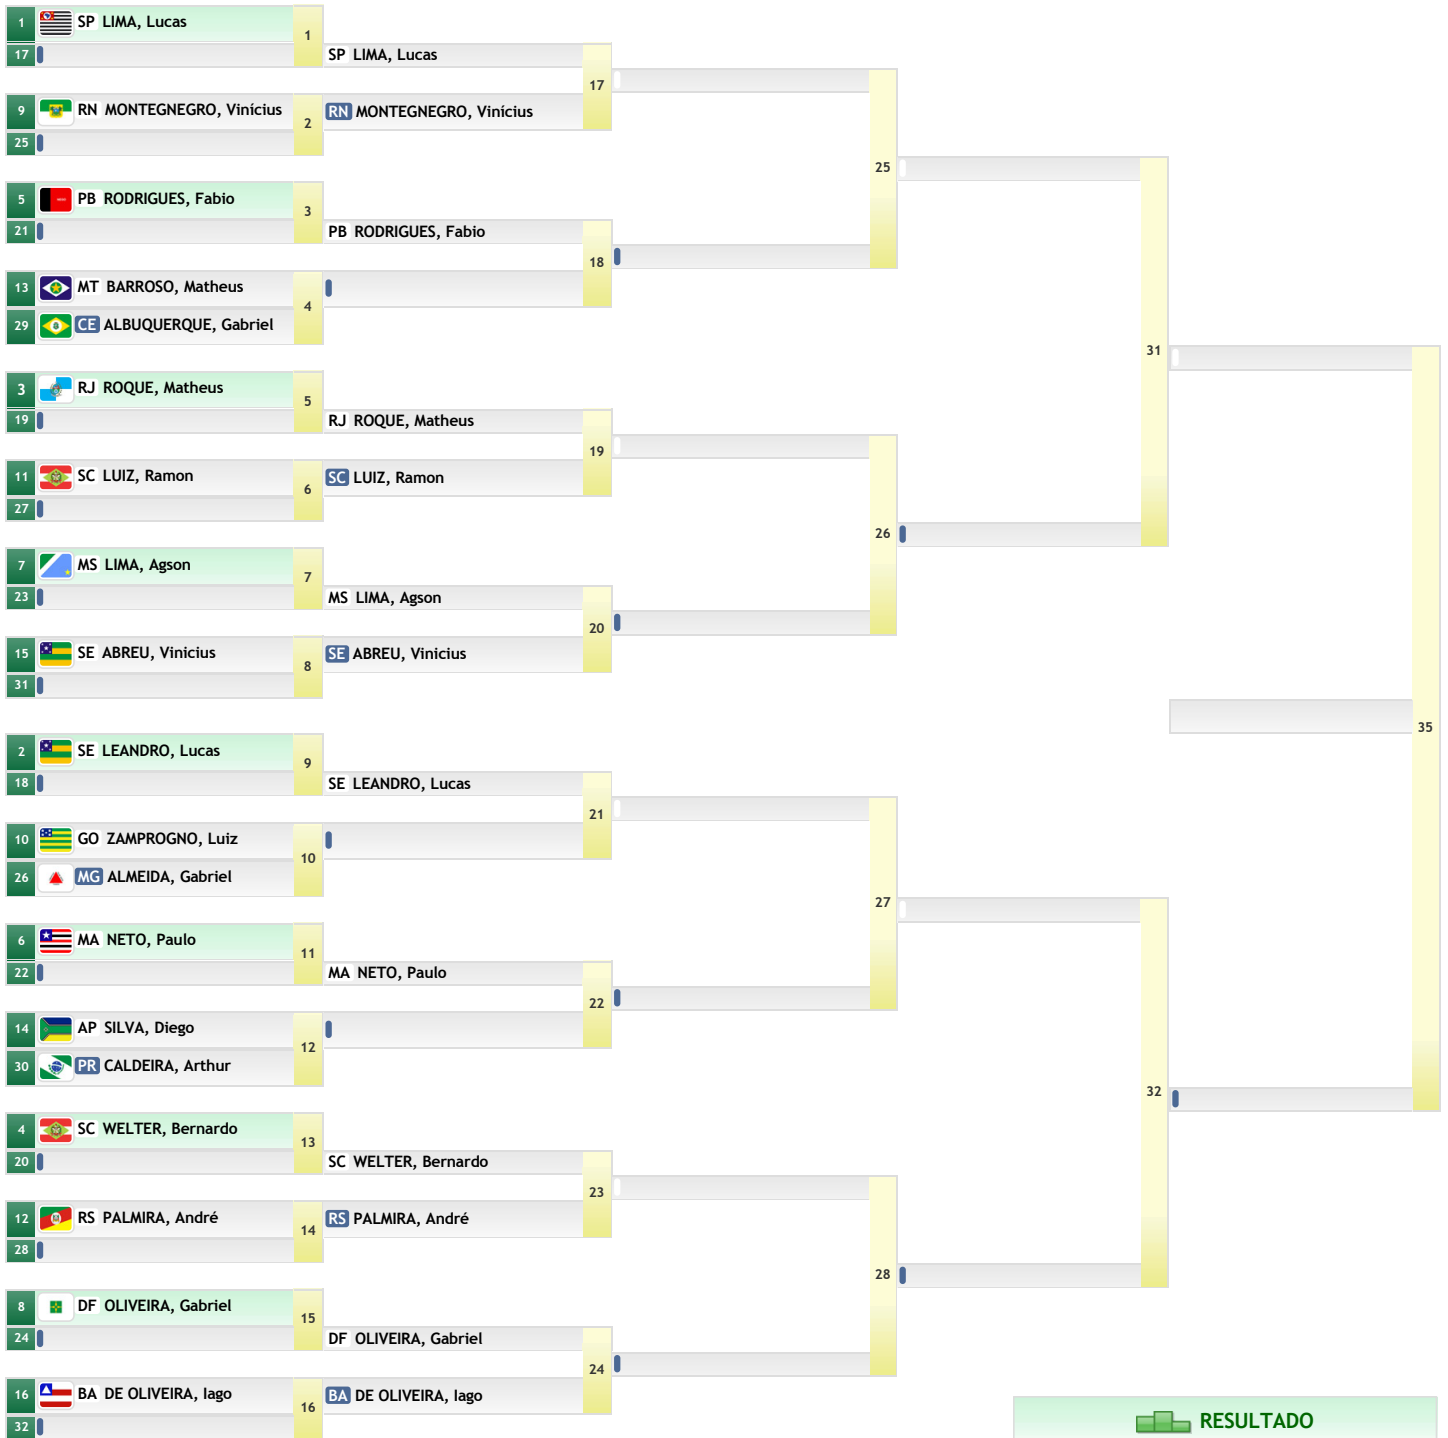 1 SP LIMA, Lucas
1
17
SP LIMA, Lucas
17
9 RN MONTEGNEGRO, Vinícius
2
RN MONTEGNEGRO, Vinícius
25
25
5 PB RODRIGUES, Fabio
3
21
PB RODRIGUES, Fabio
18
13 MT BARROSO, Matheus
4
29 CE ALBUQUERQUE, Gabriel
31
3 RJ ROQUE, Matheus
5
19
RJ ROQUE, Matheus
19
11 SC LUIZ, Ramon
6
SC LUIZ, Ramon
27
26
7 MS LIMA, Agson
7
23
MS LIMA, Agson
20
15 SE ABREU, Vinicius
8
SE ABREU, Vinicius
31
35
2 SE LEANDRO, Lucas
9
18
SE LEANDRO, Lucas
21
10 GO ZAMPROGNO, Luiz
10
26 MG ALMEIDA, Gabriel
27
6 MA NETO, Paulo
11
22
MA NETO, Paulo
22
14 AP SILVA, Diego
12
30 PR CALDEIRA, Arthur
32
4 SC WELTER, Bernardo
13
20
SC WELTER, Bernardo
23
12 RS PALMIRA, André
14
RS PALMIRA, André
28
28
8 DF OLIVEIRA, Gabriel
15
24
DF OLIVEIRA, Gabriel
24
16 BA DE OLIVEIRA, Iago
16
BA DE OLIVEIRA, Iago
32
RESULTADO